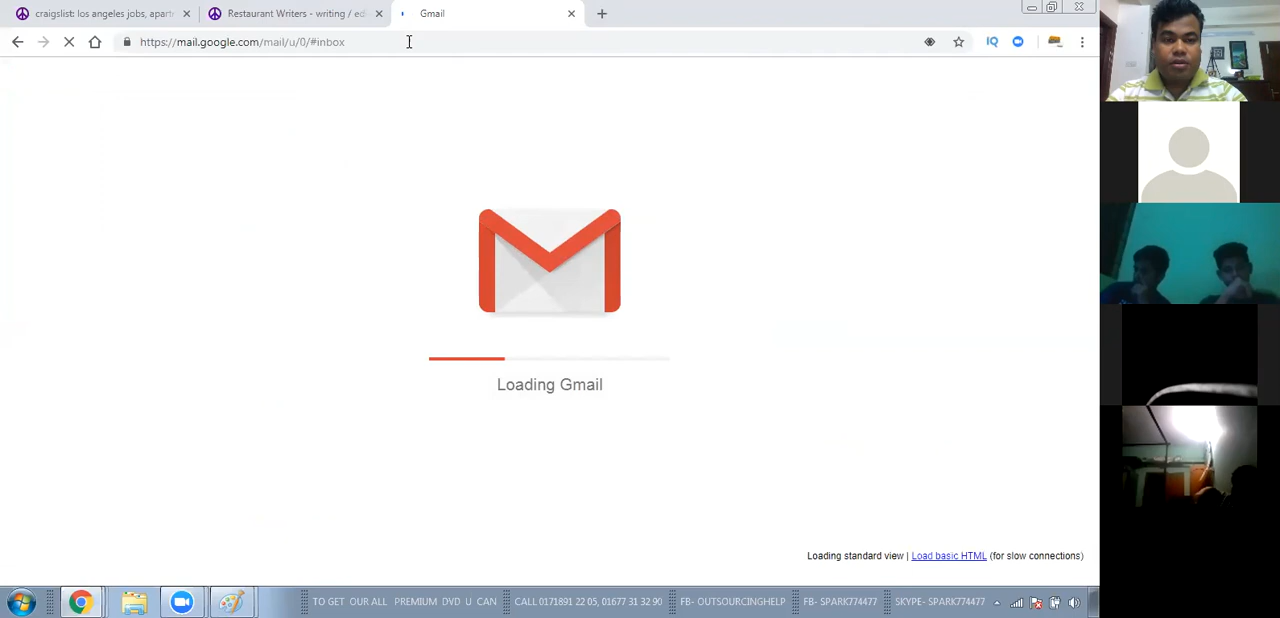 craigslist: los angeles jobs, apart
Restaurant Writers - writing / edi
Gmail
https://mail.google.com/mail/u/0/#inbox
IQ
Loading Gmail
Loading standard view | Load basic HTML (for slow connections)
TO GET OUR ALL PREMIUM DVD U CAN
CALL 0171891 22 05, 01677 31 32 90
FB- OUTSOURCINGHELP
FB- SPARK774477
SKYPE- SPARK774477